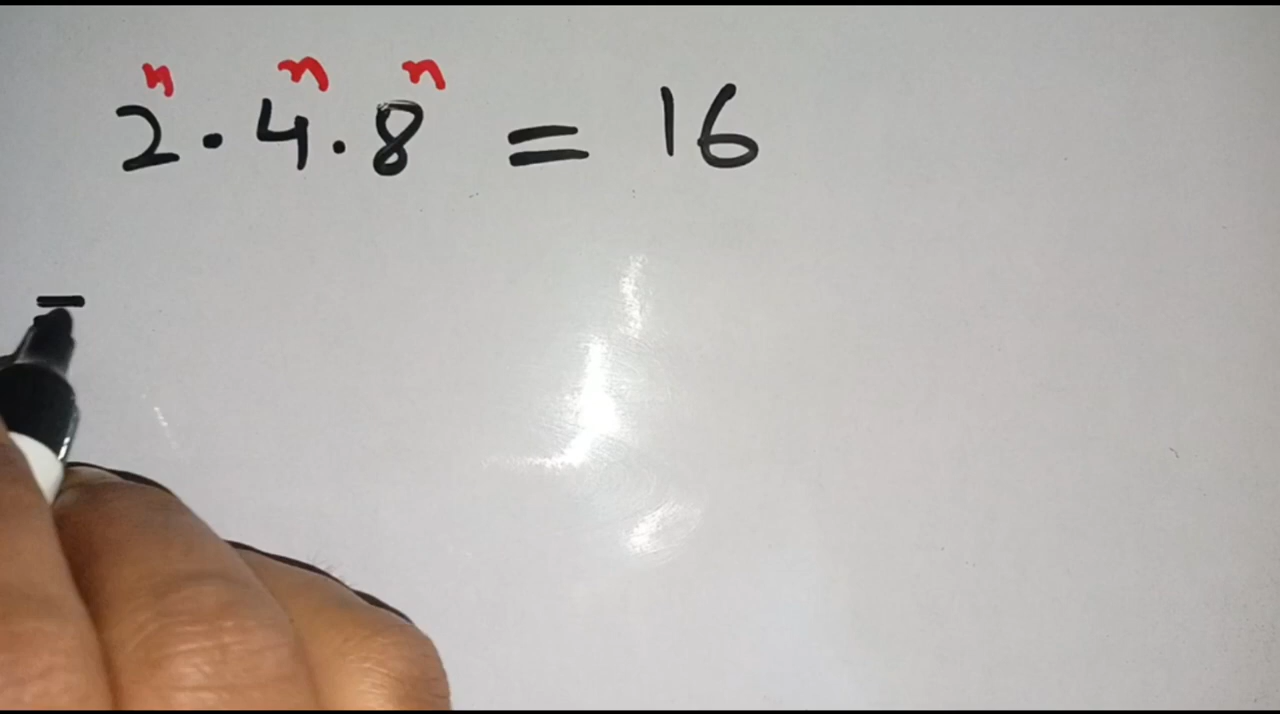 2ⁿ · 4ⁿ · 8ⁿ = 16